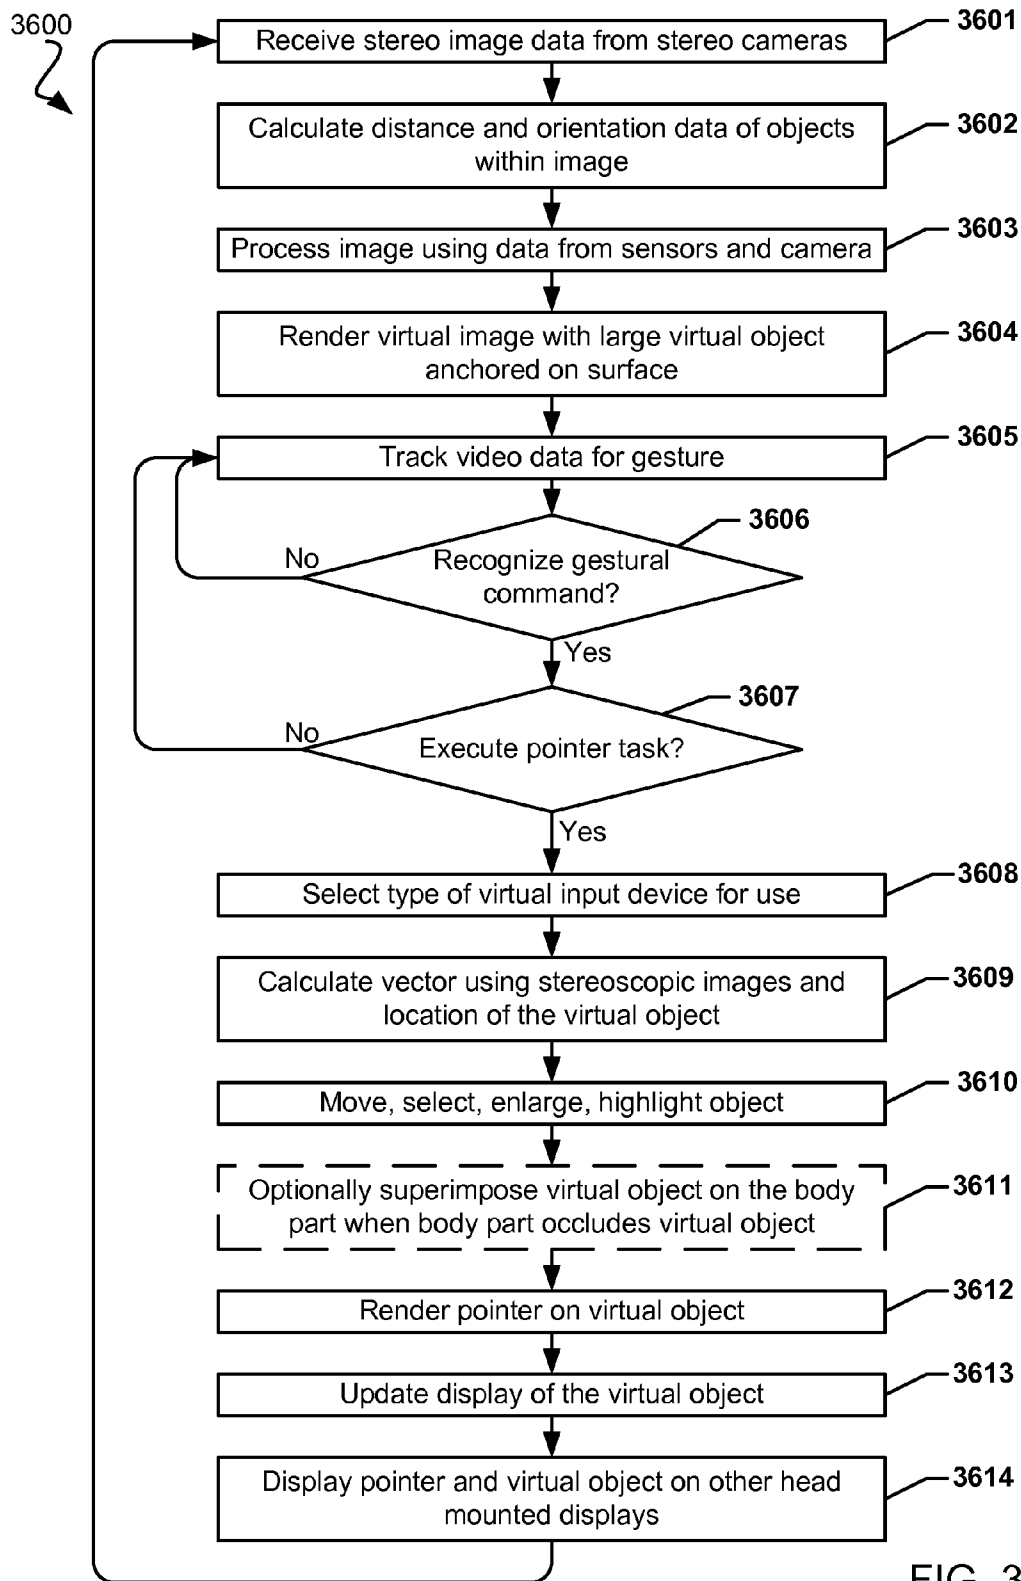 3600
3601
Receive stereo image data from stereo cameras
3602
Calculate distance and orientation data of objects
within image
3603
Process image using data from sensors and camera
3604
Render virtual image with large virtual object
anchored on surface
3605
Track video data for gesture
3606
No
Recognize gestural
command?
Yes
3607
No
Execute pointer task?
Yes
3608
Select type of virtual input device for use
3609
Calculate vector using stereoscopic images and
location of the virtual object
3610
Move, select, enlarge, highlight object
3611
Optionally superimpose virtual object on the body
part when body part occludes virtual object
3612
Render pointer on virtual object
3613
Update display of the virtual object
3614
Display pointer and virtual object on other head
mounted displays
FIG. 3